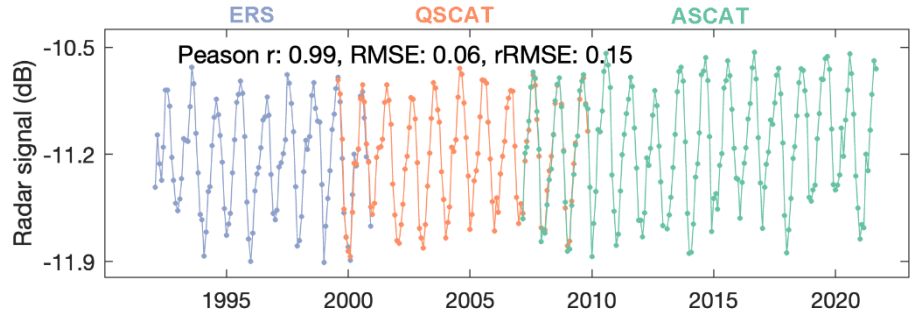 ERS QSCAT ASCAT
Peason r: 0.99, RMSE: 0.06, rRMSE: 0.15
Radar signal (dB)
-10.5
-11.2
-11.9
1995 2000 2005 2010 2015 2020